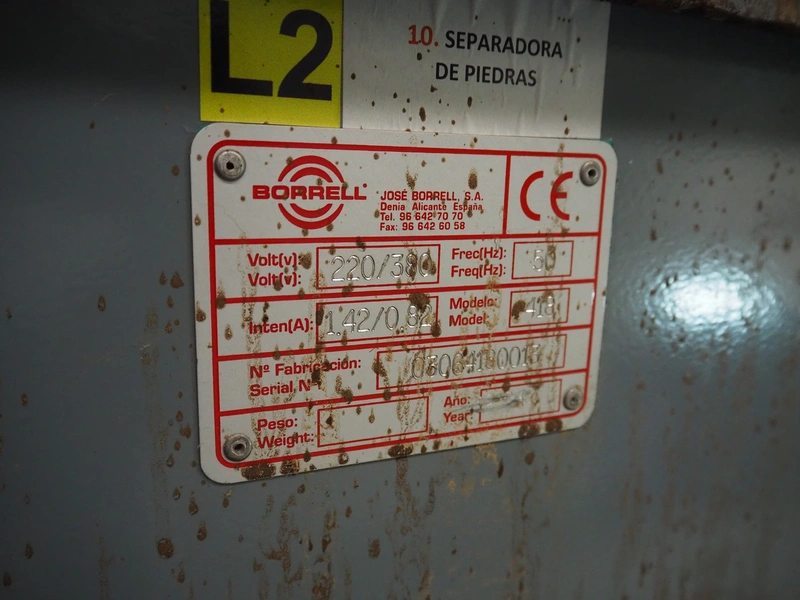 L2
10. SEPARADORA
DE PIEDRAS
BORRELL
JOSÉ BORRELL, S.A.
Denia Alicante España
Tel. 96 642 70 70
Fax: 96 642 60 58
CE
Volt(v): 220/380
Volt(v):
Frec(Hz): 50
Freq(Hz):
Inten(A): 1.42/0.82
Modelo: 418
Model:
Nº Fabricación:
Serial Nº
Peso:
Weight:
Año:
Year: